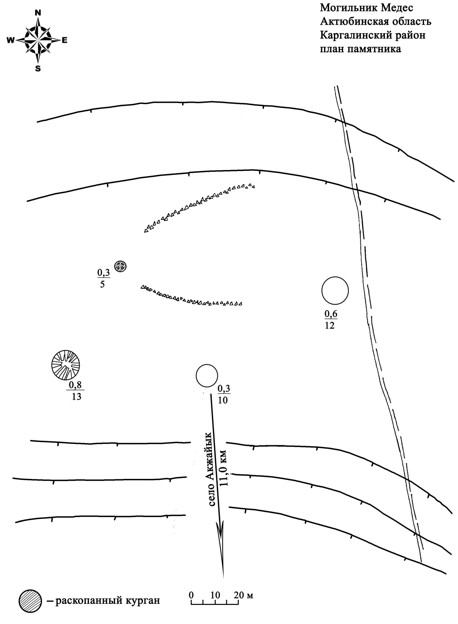 N
W E
S
Могильник Медес
Актюбинская область
Каргалинский район
план памятника
0,3
5
0,6
12
0,8
13
0,3
10
село Акжайык
11,0 км
– раскопанный курган
0 10 20 м